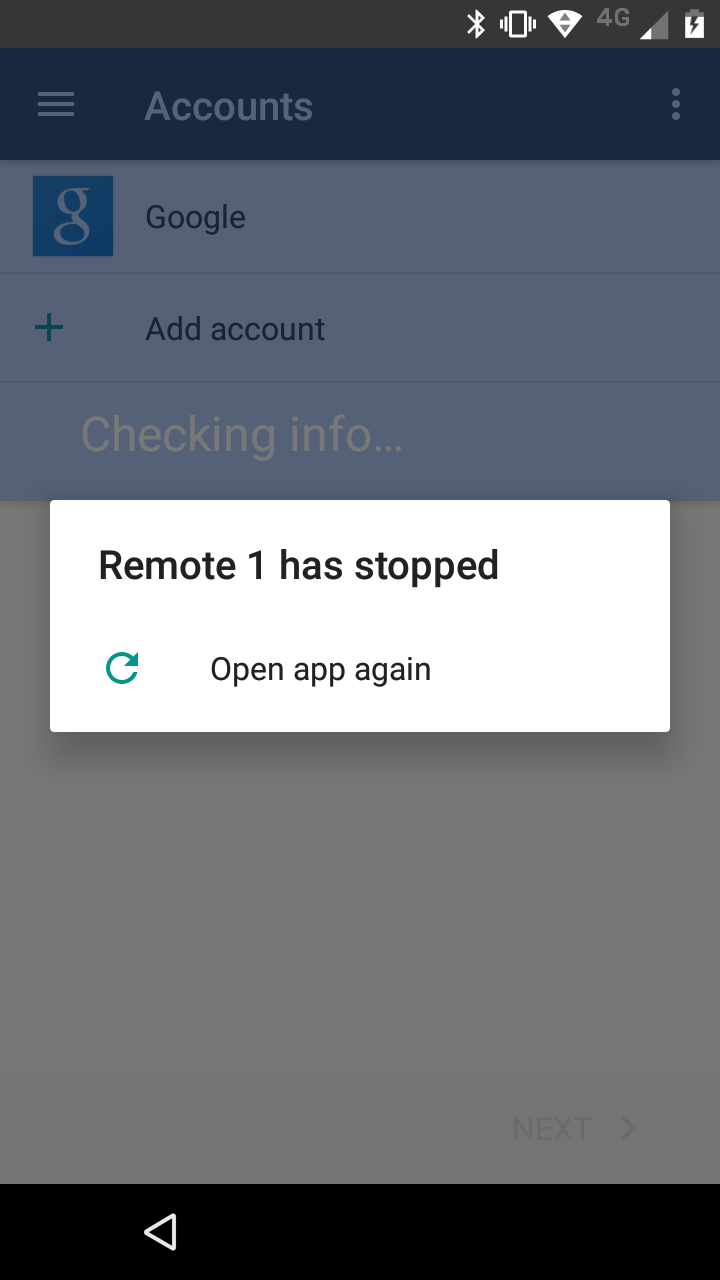 4G
Accounts
g
Google
Add account
Checking info...
Remote 1 has stopped
Open app again
NEXT